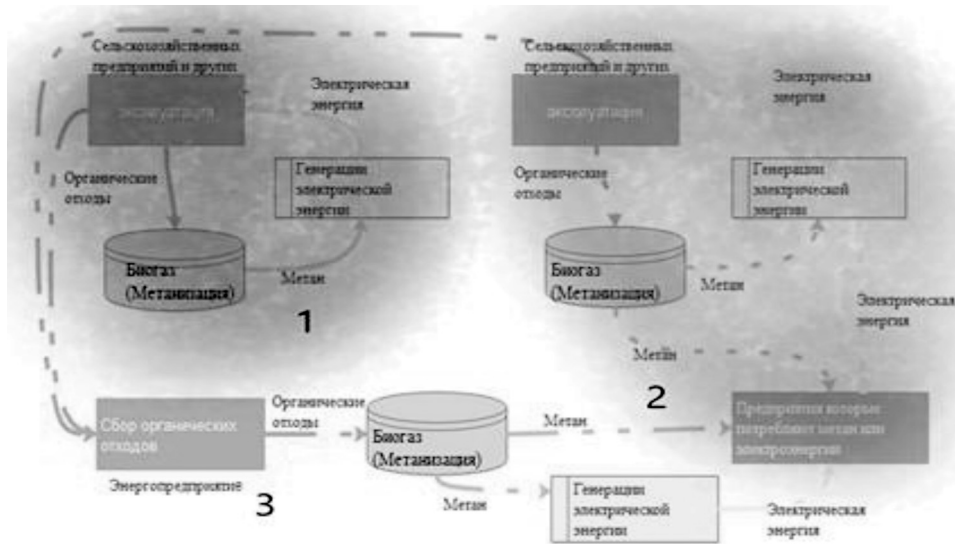 Сельскохозяйственных
предприятий и других
эксплуатация
Электрическая
энергия
Органические
отходы
Генерации
электрической
энергии
Биогаз
(Метанизация)
Метан
1
Сельскохозяйственных
предприятий и других
эксплуатация
Электрическая
энергия
Органические
отходы
Генерации
электрической
энергии
Биогаз
(Метанизация)
Метан
Электрическая
энергия
Метан
2
Сбор органических
отходов
Энергопредприятие
3
Органические
отходы
Биогаз
(Метанизация)
Метан
Предприятия которые
потребляют метан или
электроэнергии
Метан
Генерации
электрической
энергии
Электрическая
энергия